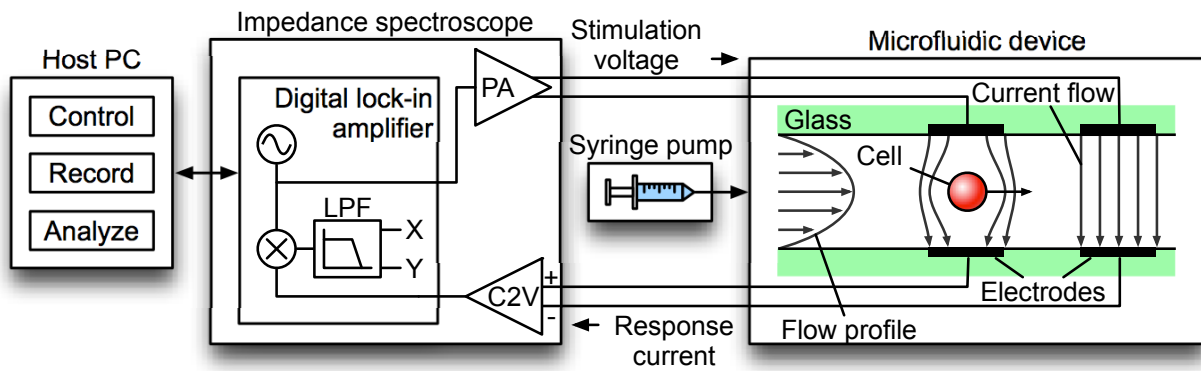 Host PC
Control
Record
Analyze
Impedance spectroscope
Digital lock-in
amplifier
PA
LPF
X
Y
C2V
+
-
Stimulation
voltage
Syringe pump
Response
current
Microfluidic device
Current flow
Glass
Cell
Electrodes
Flow profile